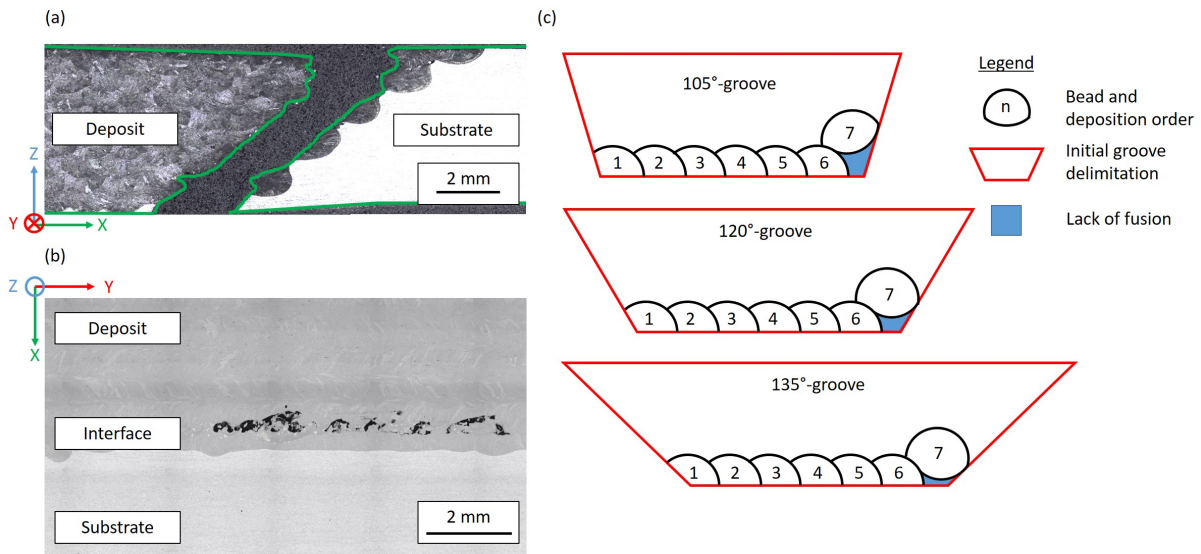 (a)
Deposit
Substrate
2 mm
Z
Y
X
(b)
Z
Y
X
Deposit
Interface
Substrate
2 mm
(c)
105°-groove
1 2 3 4 5 6 7
120°-groove
1 2 3 4 5 6 7
135°-groove
1 2 3 4 5 6 7
Legend
n
Bead and
deposition order
Initial groove
delimitation
Lack of fusion